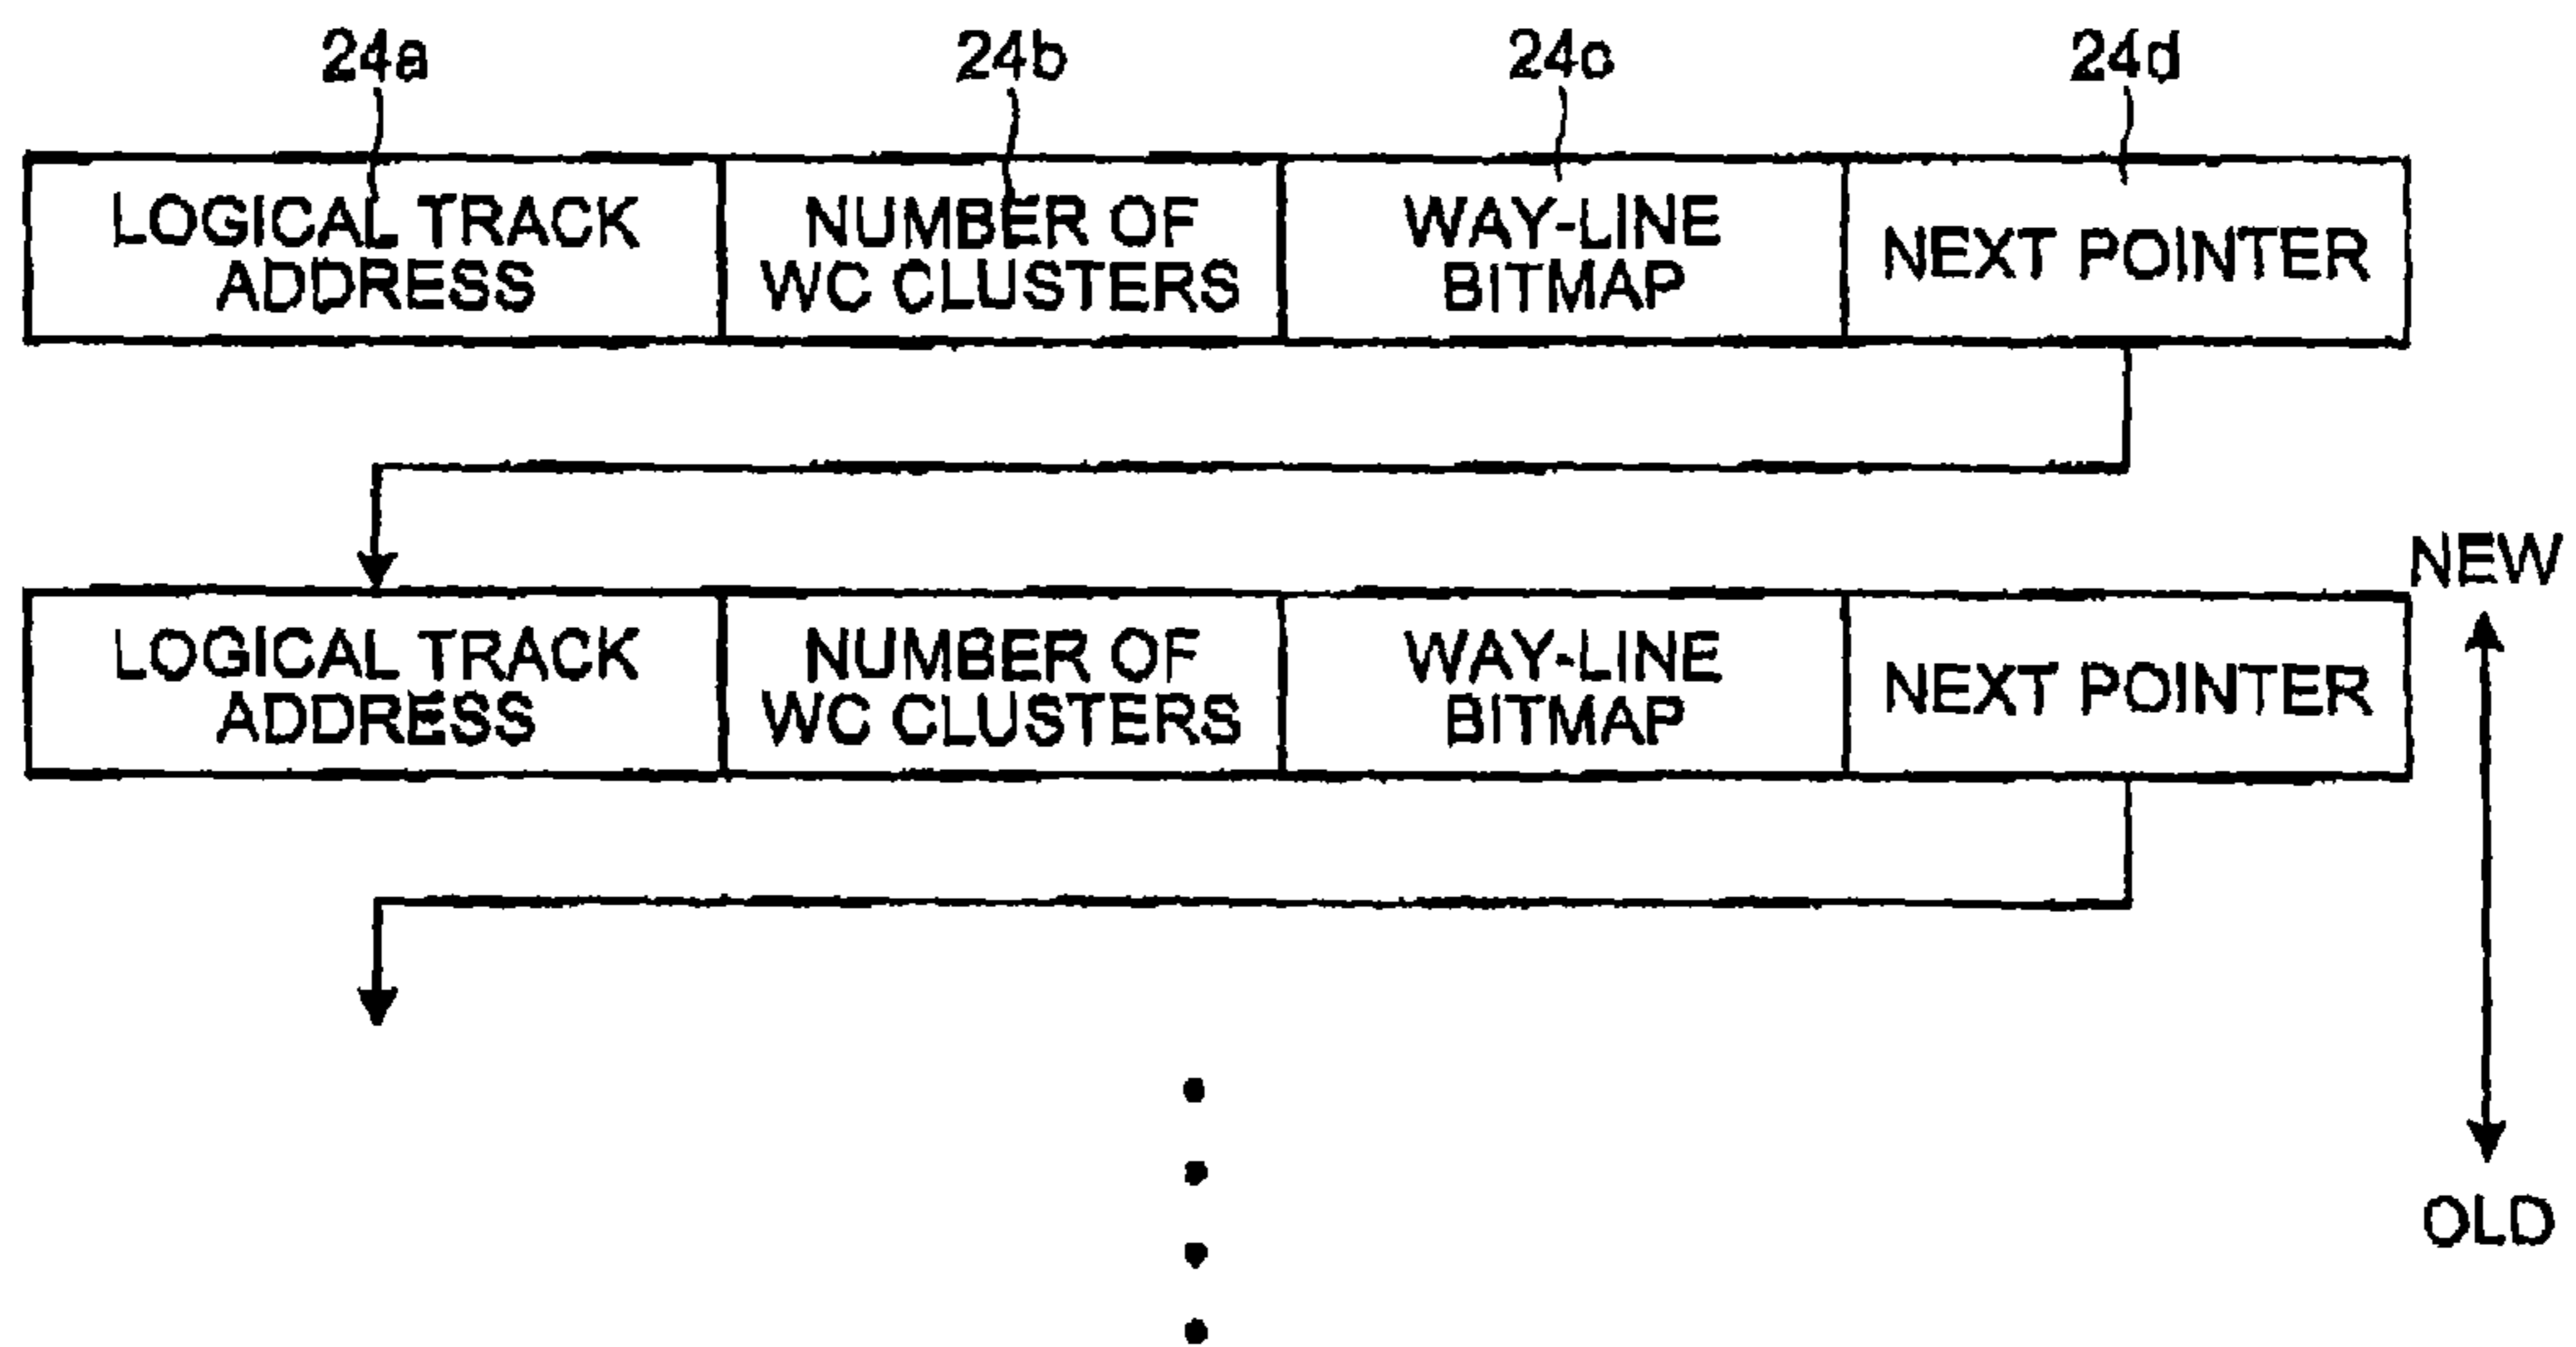 24a 24b 24c 24d
LOGICAL TRACK ADDRESS
NUMBER OF WC CLUSTERS
WAY-LINE BITMAP
NEXT POINTER
NEW
LOGICAL TRACK ADDRESS
NUMBER OF WC CLUSTERS
WAY-LINE BITMAP
NEXT POINTER
OLD